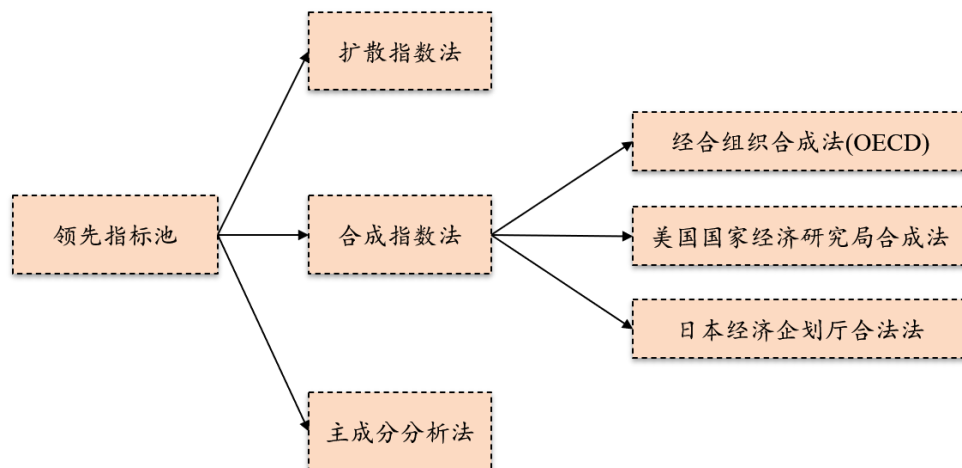 扩散指数法
经合组织合成法(OECD)
领先指标池
合成指数法
美国国家经济研究局合成法
日本经济企划厅合法法
主成分分析法